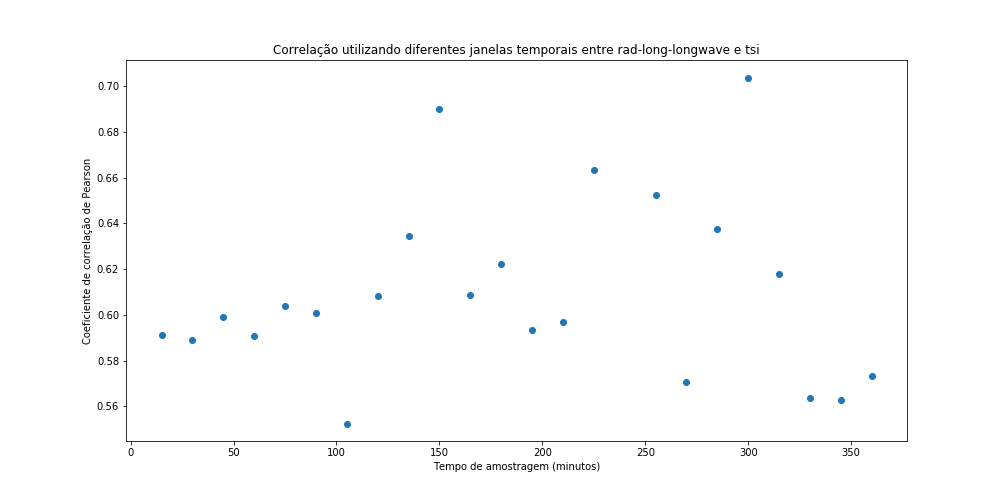 Correlação utilizando diferentes janelas temporais entre rad-long-longwave e tsi
0.70
0.68
0.66
0.64
0.62
0.60
0.58
0.56
Coeficiente de correlação de Pearson
0 50 100 150 200 250 300 350
Tempo de amostragem (minutos)